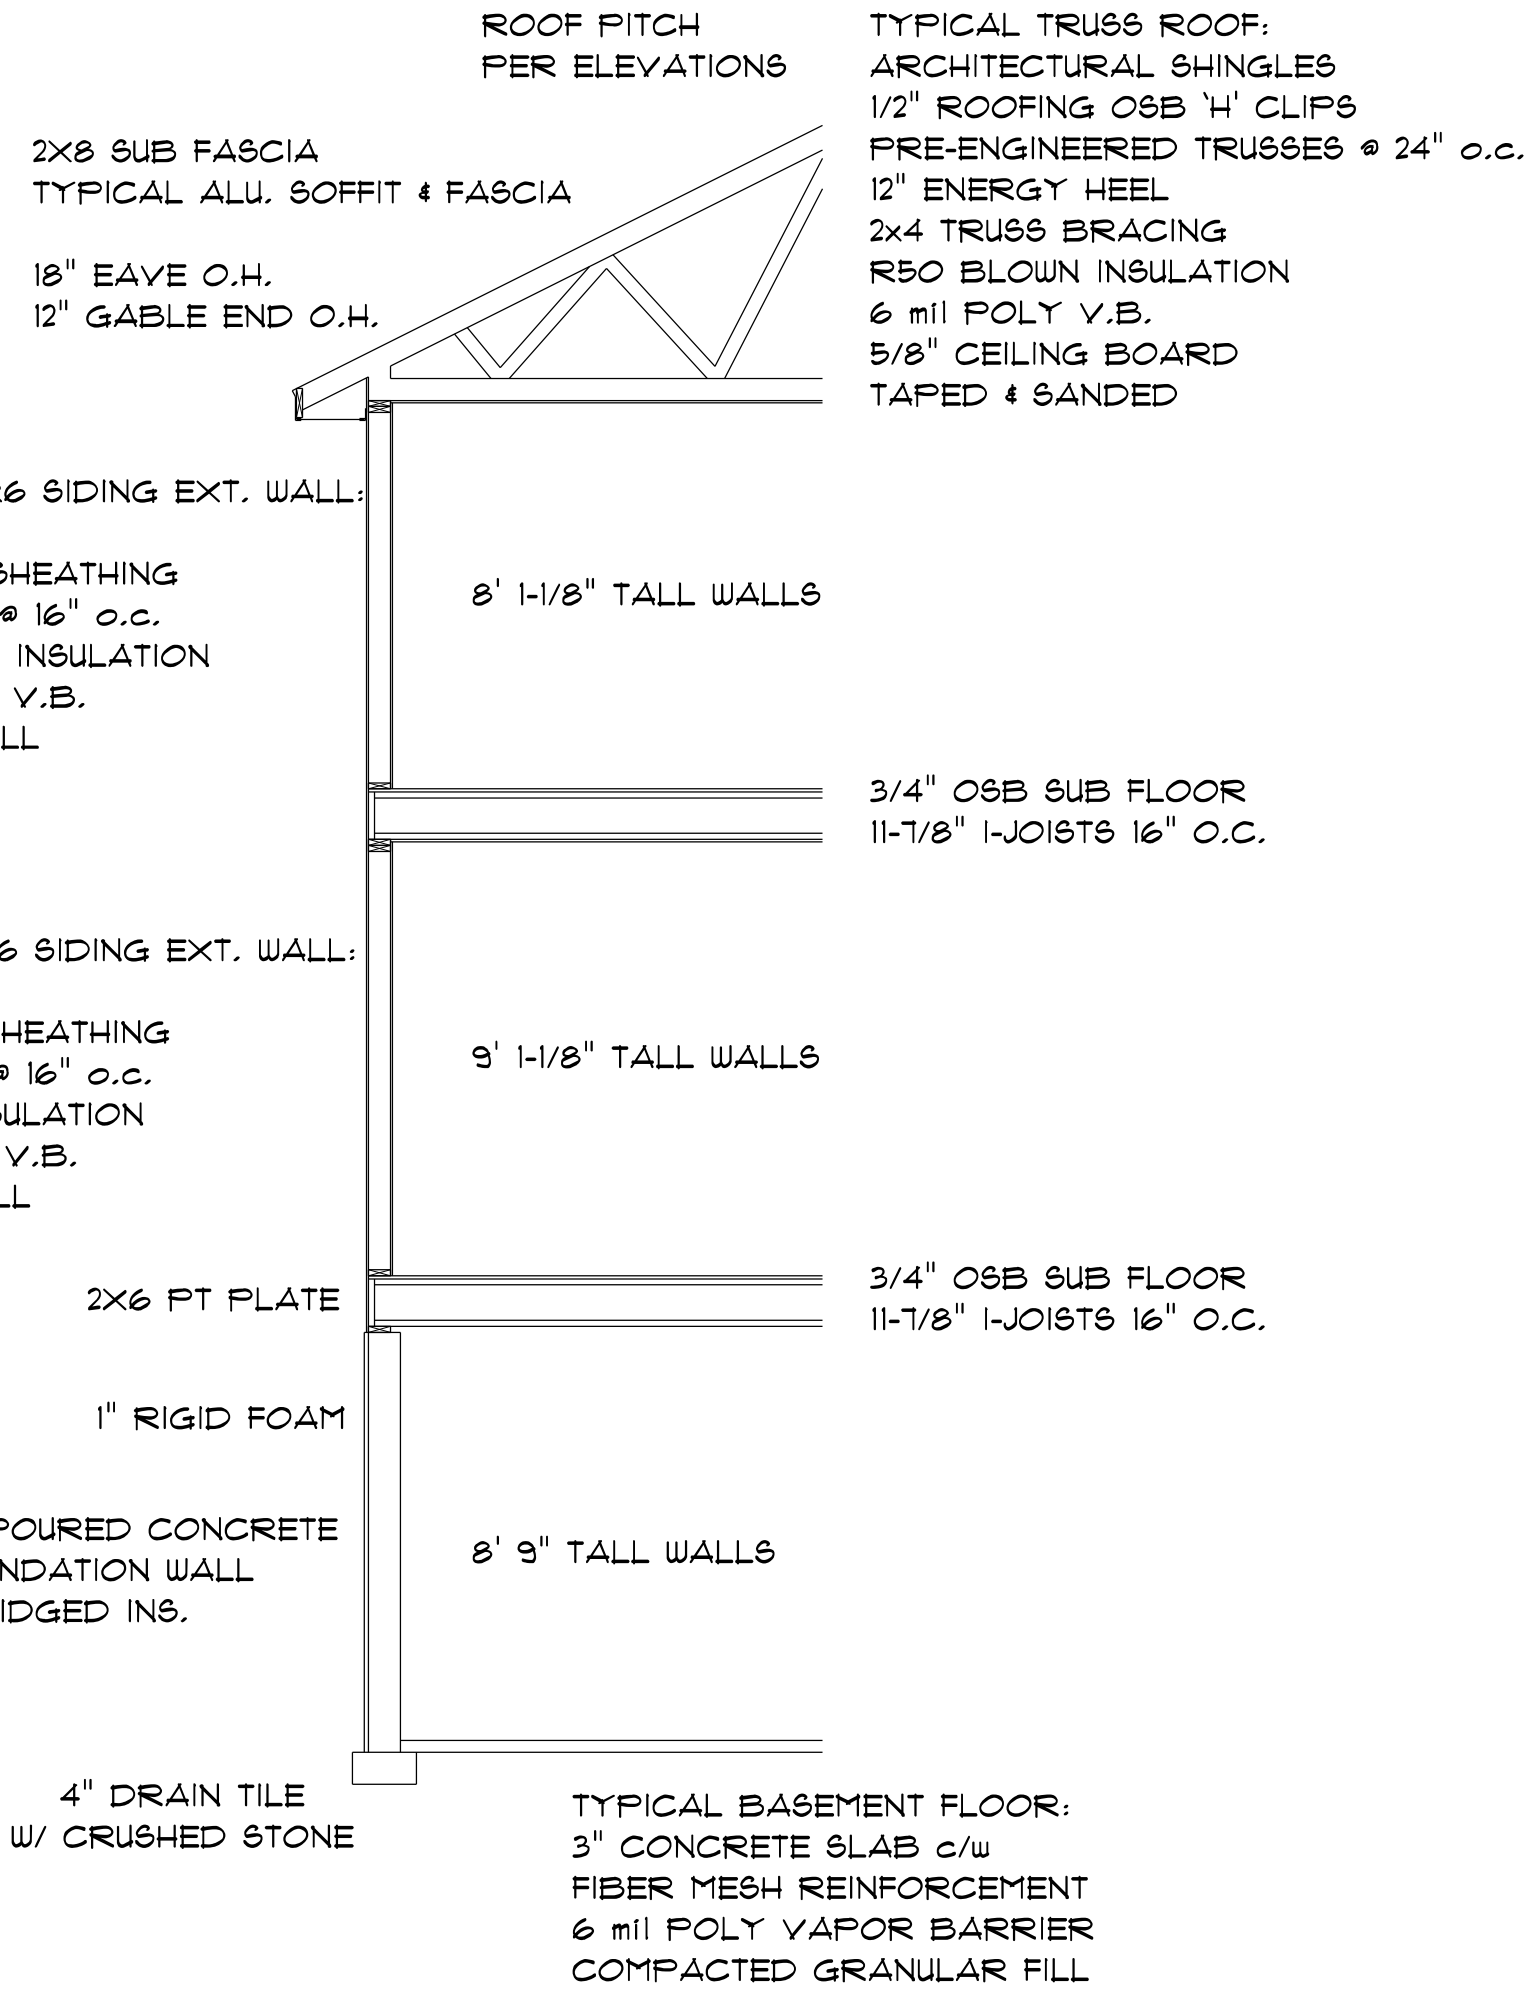 ROOF PITCH
PER ELEVATIONS
TYPICAL TRUSS ROOF:
ARCHITECTURAL SHINGLES
1/2" ROOFING OSB 'H' CLIPS
PRE-ENGINEERED TRUSSES @ 24" o.c.
12" ENERGY HEEL
2x4 TRUSS BRACING
R50 BLOWN INSULATION
6 mil POLY V.B.
5/8" CEILING BOARD
TAPED & SANDED
2X8 SUB FASCIA
TYPICAL ALU. SOFFIT & FASCIA
18" EAVE O.H.
12" GABLE END O.H.
6 SIDING EXT. WALL:
SHEATHING
@ 16" o.c.
INSULATION
V.B.
LL
8' 1-1/8" TALL WALLS
3/4" OSB SUB FLOOR
11-7/8" I-JOISTS 16" O.C.
6 SIDING EXT. WALL:
HEATHING
@ 16" o.c.
SULATION
V.B.
LL
9' 1-1/8" TALL WALLS
3/4" OSB SUB FLOOR
11-7/8" I-JOISTS 16" O.C.
2X6 PT PLATE
1" RIGID FOAM
POURED CONCRETE
NDATION WALL
IDGED INS.
8' 9" TALL WALLS
4" DRAIN TILE
W/ CRUSHED STONE
TYPICAL BASEMENT FLOOR:
3" CONCRETE SLAB c/w
FIBER MESH REINFORCEMENT
6 mil POLY VAPOR BARRIER
COMPACTED GRANULAR FILL